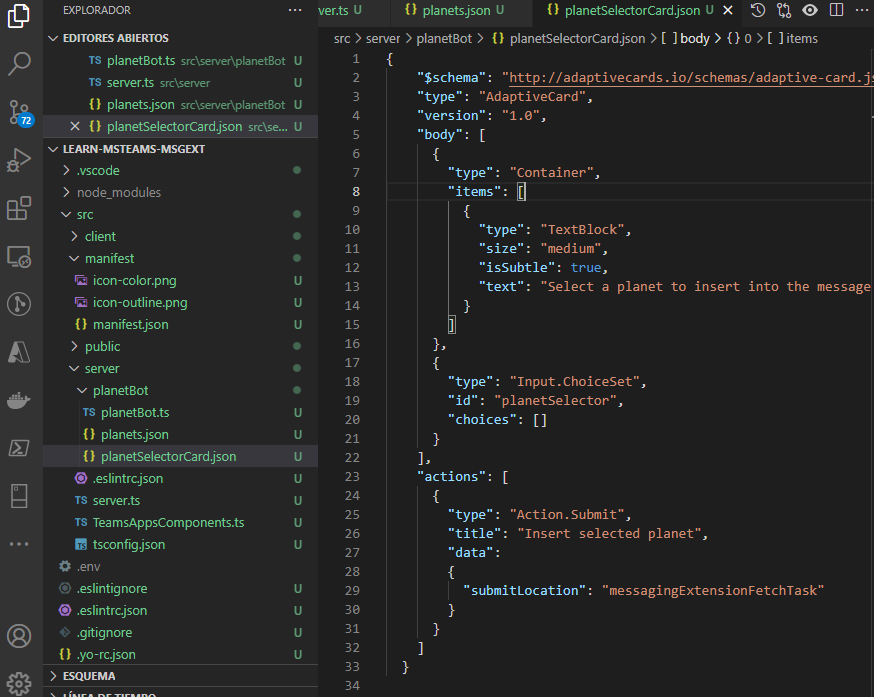 EXPLORADOR
EDITORES ABIERTOS
TS planetBot.ts src\server\planetBot U
TS server.ts src\server U
{} planets.json src\server\planetBot U
{} planetSelectorCard.json src\se... U
LEARN-MSTEAMS-MSGEXT
.vscode
node_modules
src
client
manifest
icon-color.png U
icon-outline.png U
{} manifest.json U
public
server
planetBot
TS planetBot.ts U
{} planets.json U
{} planetSelectorCard.json U
.eslintrc.json U
TS server.ts U
TS TeamsAppsComponents.ts U
TS tsconfig.json U
.env
.eslintignore U
.eslintrc.json U
.gitignore U
{} .yo-rc.json U
ESQUEMA
LÍNEA DE TIEMPO
72
ver.ts U {} planets.json U {} planetSelectorCard.json U
src > server > planetBot > {} planetSelectorCard.json > [ ] body > {} 0 > [ ] items
1 {
2 "$schema": "http://adaptivecards.io/schemas/adaptive-card.js
3 "type": "AdaptiveCard",
4 "version": "1.0",
5 "body": [
6 {
7 "type": "Container",
8 "items": [
9 {
10 "type": "TextBlock",
11 "size": "medium",
12 "isSubtle": true,
13 "text": "Select a planet to insert into the message
14 }
15 ]
16 },
17 {
18 "type": "Input.ChoiceSet",
19 "id": "planetSelector",
20 "choices": []
21 }
22 ],
23 "actions": [
24 {
25 "type": "Action.Submit",
26 "title": "Insert selected planet",
27 "data":
28 {
29 "submitLocation": "messagingExtensionFetchTask"
30 }
31 }
32 ]
33 }
34